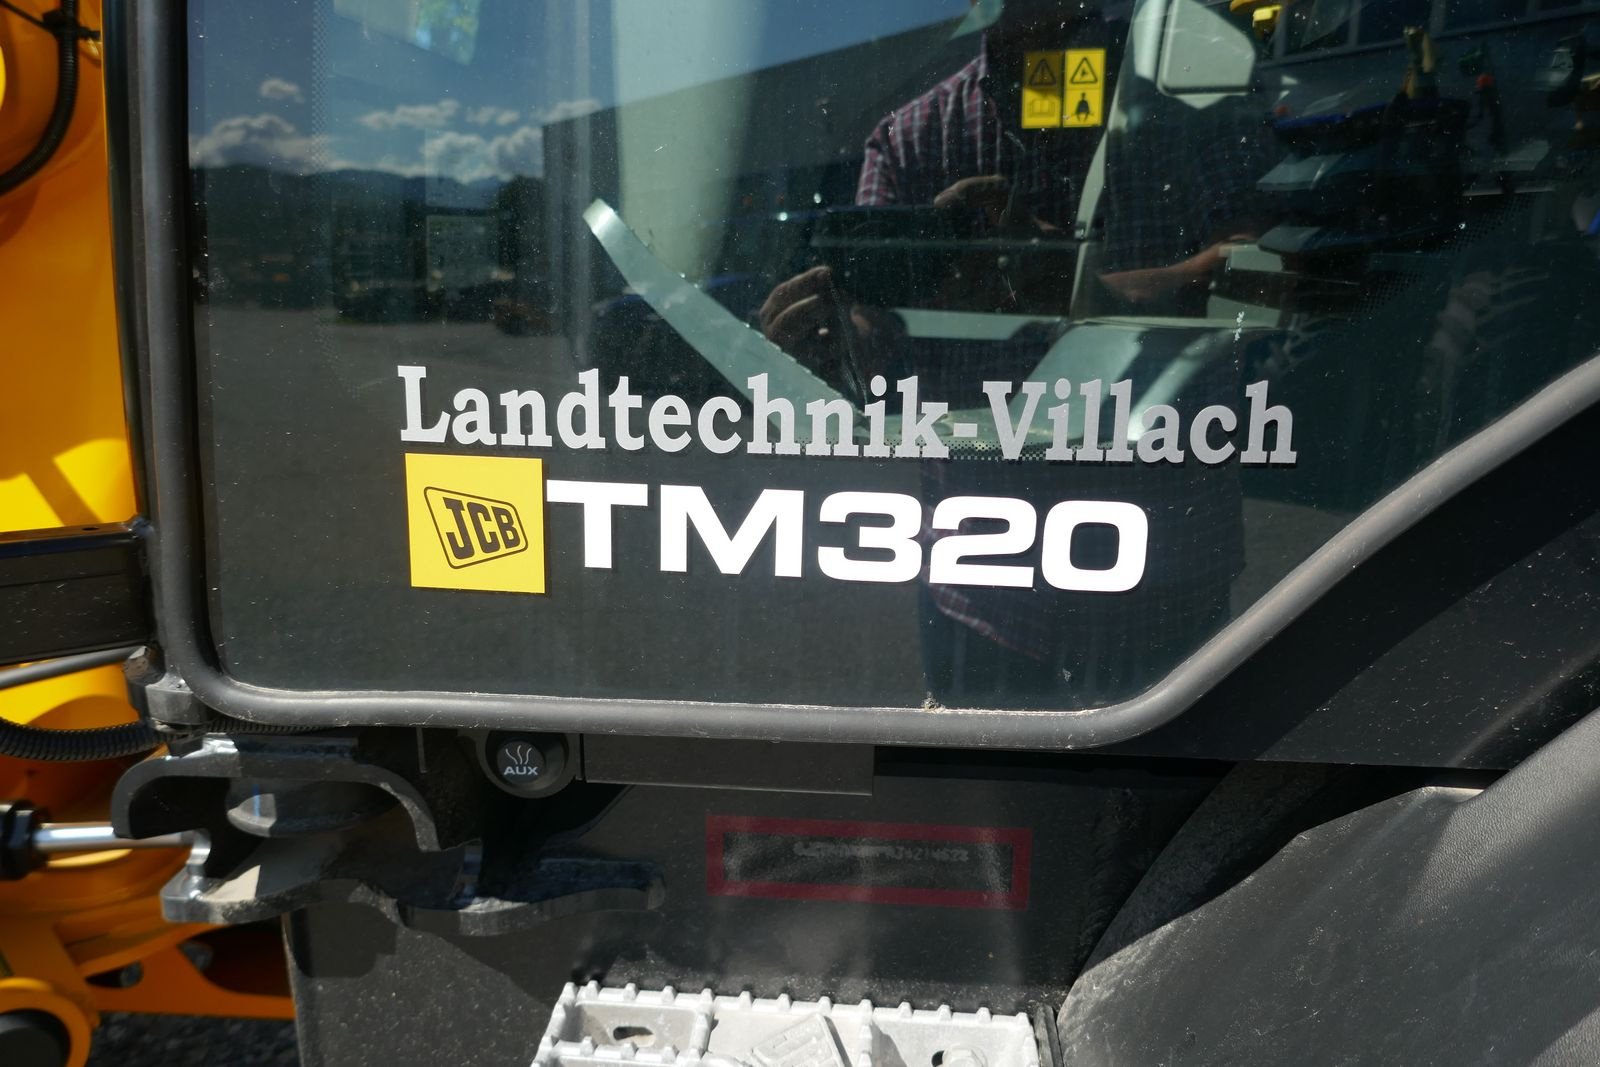 Landtechnik-Villach
JCB TM320
AUX